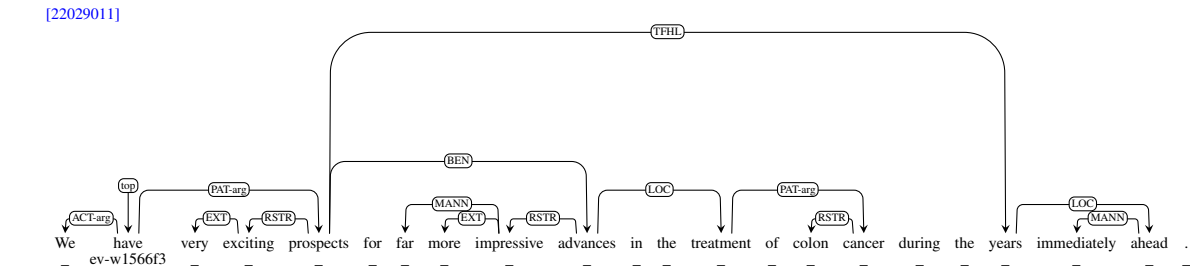 [22029011]
TFHL
BEN
top
PAT-arg LOC PAT-arg
MANN LOC
ACT-arg EXT RSTR EXT RSTR RSTR MANN
We have very exciting prospects for far more impressive advances in the treatment of colon cancer during the years immediately ahead .
_ ev-w1566f3 _ _ _ _ _ _ _ _ _ _ _ _ _ _ _ _ _ _ _ _